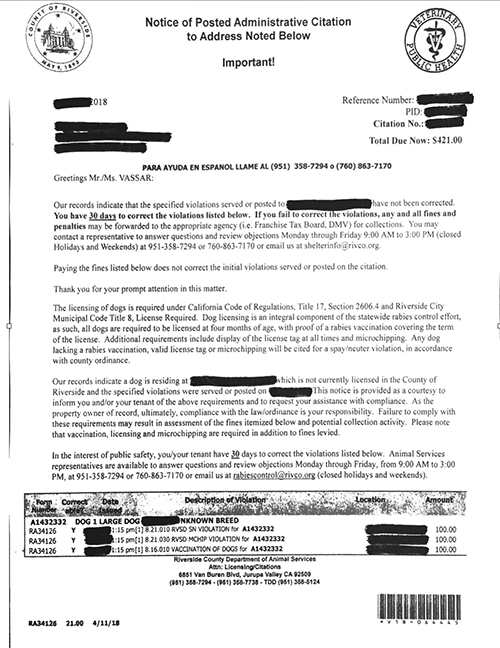 COUNTY OF RIVERSIDE
MAY 9, 1893
Notice of Posted Administrative Citation
to Address Noted Below
Important!
VETERINARY
PUBLIC HEALTH
2018
Reference Number:
PID:
Citation No.:
Total Due Now: $421.00
PARA AYUDA EN ESPANOL LLAME AL (951) 358-7294 o (760) 863-7170
Greetings Mr./Ms. VASSAR:
Our records indicate that the specified violations served or posted to have not been corrected.
You have 30 days to correct the violations listed below. If you fail to correct the violations, any and all fines and
penalties may be forwarded to the appropriate agency (i.e. Franchise Tax Board, DMV) for collections. You may
contact a representative to answer questions and review objections Monday through Friday 9:00 AM to 3:00 PM (closed
Holidays and Weekends) at 951-358-7294 or 760-863-7170 or email us at shelterinfo@rivco.org.
Paying the fines listed below does not correct the initial violations served or posted on the citation.
Thank you for your prompt attention in this matter.
The licensing of dogs is required under California Code of Regulations, Title 17, Section 2606.4 and Riverside City
Municipal Code Title 8, License Required. Dog licensing is an integral component of the statewide rabies control effort,
as such, all dogs are required to be licensed at four months of age, with proof of a rabies vaccination covering the term
of the license. Additional requirements include display of the license tag at all times and microchipping. Any dog
lacking a rabies vaccination, valid license tag or microchipping will be cited for a spay/neuter violation, in accordance
with county ordinance.
Our records indicate a dog is residing at which is not currently licensed in the County of
Riverside and the specified violations were served or posted on This notice is provided as a courtesy to
inform you and/or your tenant of the above requirements and to request your assistance with compliance. As the
property owner of record, ultimately, compliance with the law/ordinance is your responsibility. Failure to comply with
these requirements may result in assessment of the fines itemized below and potential collection activity. Please note
that vaccination, licensing and microchipping are required in addition to fines levied.
In the interest of public safety, you/your tenant have 30 days to correct the violations listed below. Animal Services
representatives are available to answer questions and review objections Monday through Friday, from 9:00 AM to 3:00
PM, at 951-358-7294 or 760-863-7170 or email us at rabiescontrol@rivco.org (closed holidays and weekends).
Form Number Correctable? Date Issued Description of Violation Location Amount
A1432332 DOG 1 LARGE DOG NKNOWN BREED
RA34126 Y 1:15 pm[1] 8.21.010 RVSD SN VIOLATION for A1432332 100.00
RA34126 Y 1:15 pm[1] 8.21.030 RVSD MCHIP VIOLATION for A1432332 100.00
RA34126 Y 1:15 pm[1] 8.16.010 VACCINATION OF DOGS for A1432332 100.00
Riverside County Department of Animal Services
Attn: Licensing/Citations
6851 Van Buren Blvd, Jurupa Valley CA 92509
(951) 358-7294 - (951) 358-7738 - TDD (951) 358-5124
RA34126 21.00 4/11/18
*V18-064445